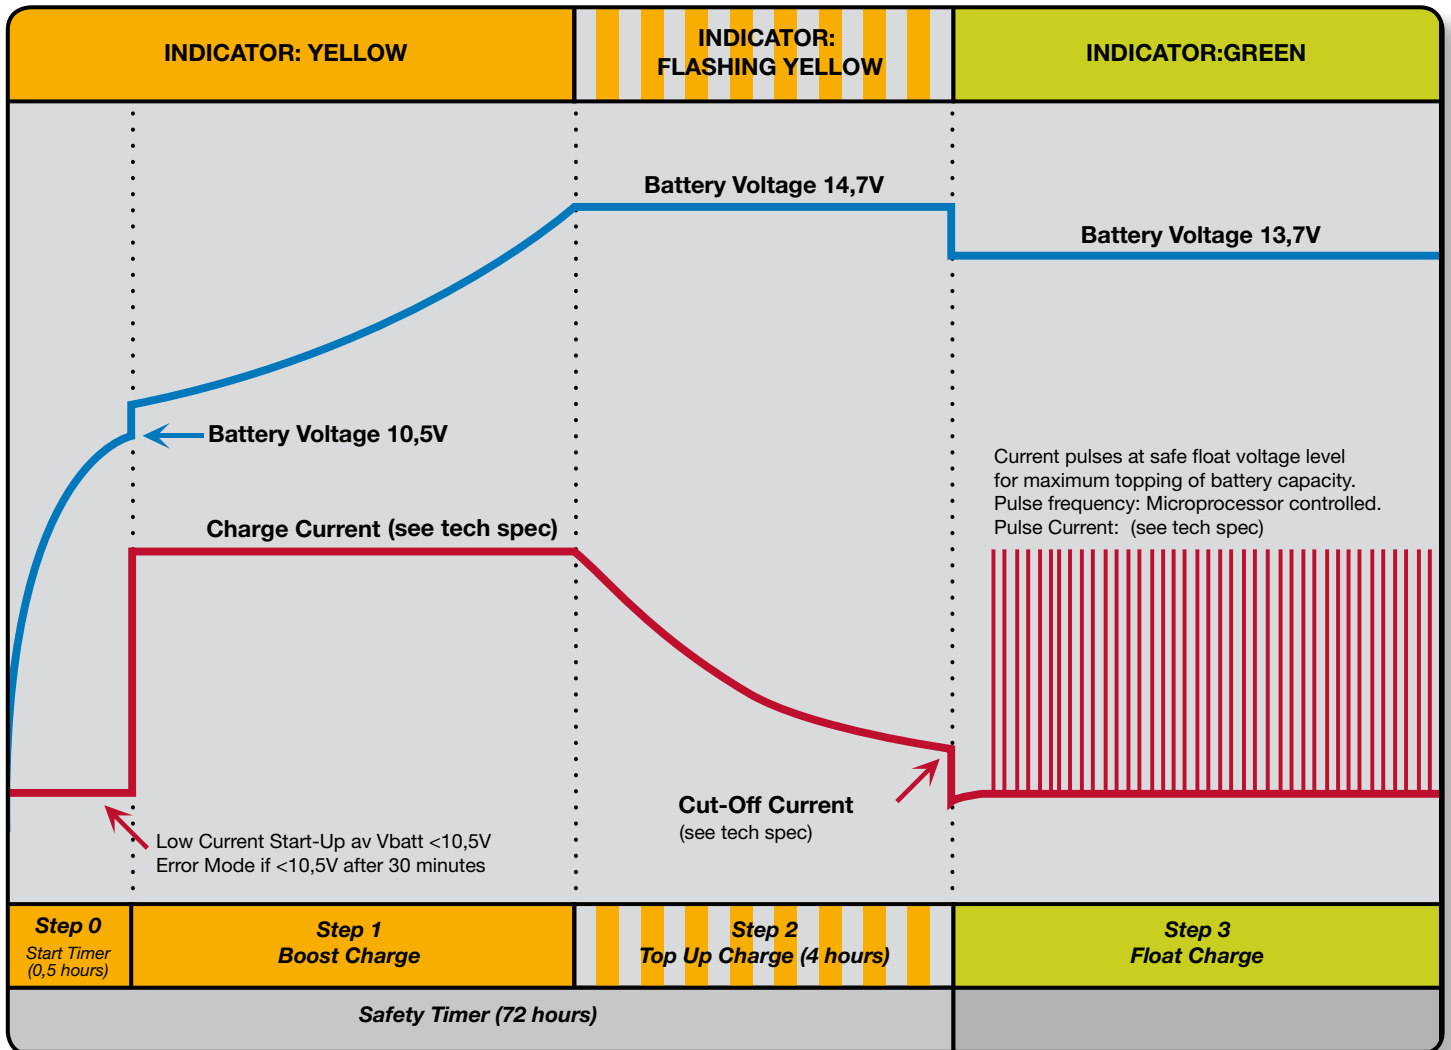 INDICATOR: YELLOW
INDICATOR:
FLASHING YELLOW
INDICATOR:GREEN
Battery Voltage 14,7V
Battery Voltage 13,7V
Battery Voltage 10,5V
Current pulses at safe float voltage level
for maximum topping of battery capacity.
Pulse frequency: Microprocessor controlled.
Pulse Current: (see tech spec)
Charge Current (see tech spec)
Cut-Off Current
(see tech spec)
Low Current Start-Up av Vbatt <10,5V
Error Mode if <10,5V after 30 minutes
Step 0
Start Timer
(0,5 hours)
Step 1
Boost Charge
Step 2
Top Up Charge (4 hours)
Step 3
Float Charge
Safety Timer (72 hours)